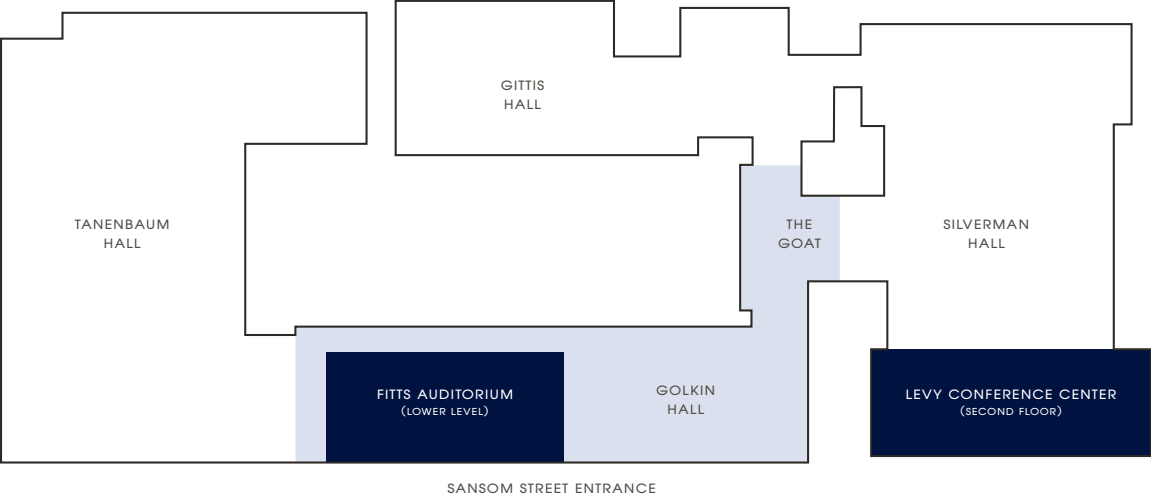 GITTIS
HALL
TANENBAUM
HALL
THE
GOAT
SILVERMAN
HALL
FITTS AUDITORIUM
(LOWER LEVEL)
GOLKIN
HALL
LEVY CONFERENCE CENTER
(SECOND FLOOR)
SANSOM STREET ENTRANCE